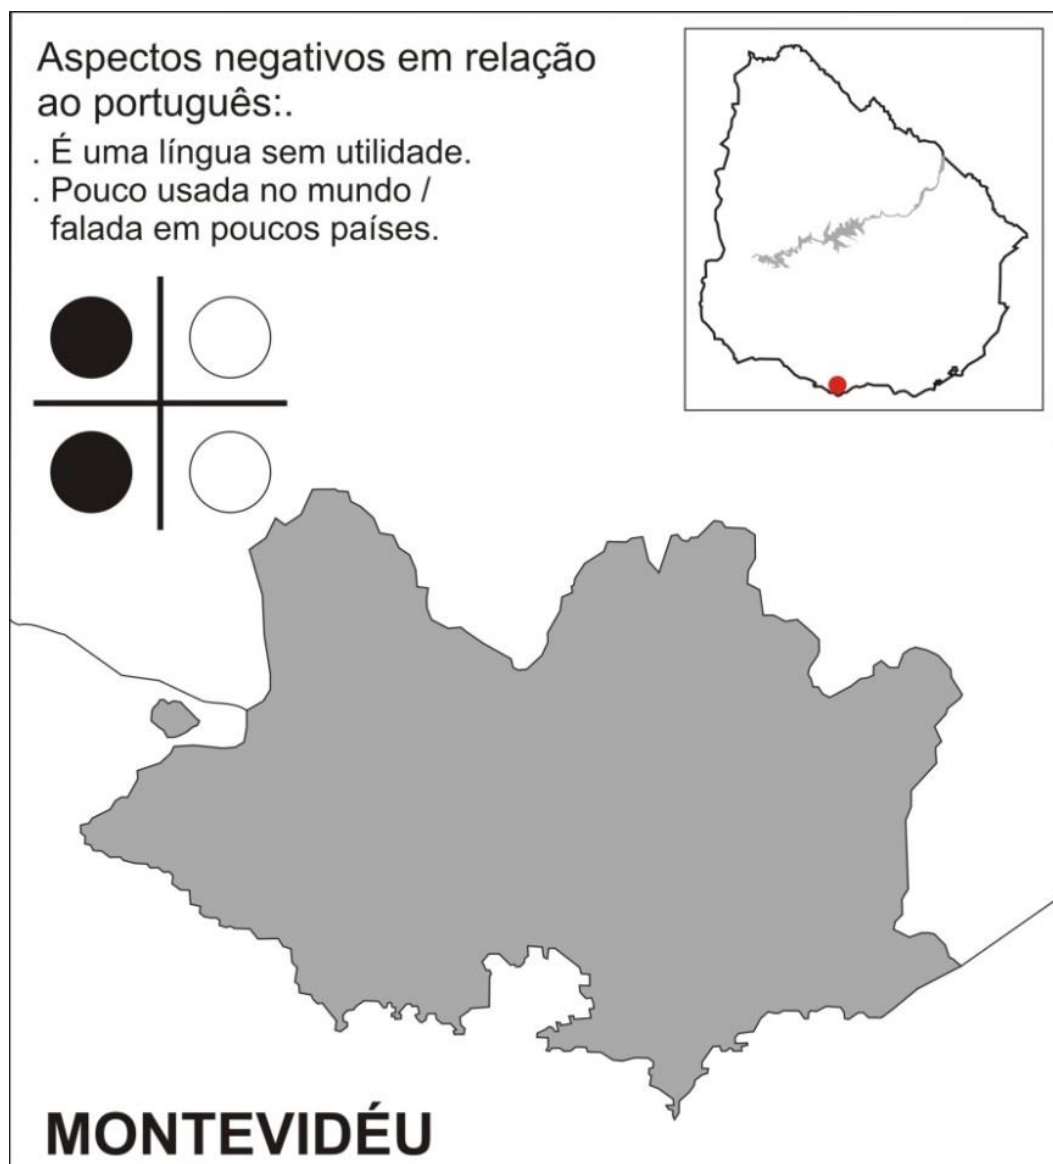 Aspectos negativos em relação
ao português:.
. É uma língua sem utilidade.
. Pouco usada no mundo /
falada em poucos países.
MONTEVIDÉU